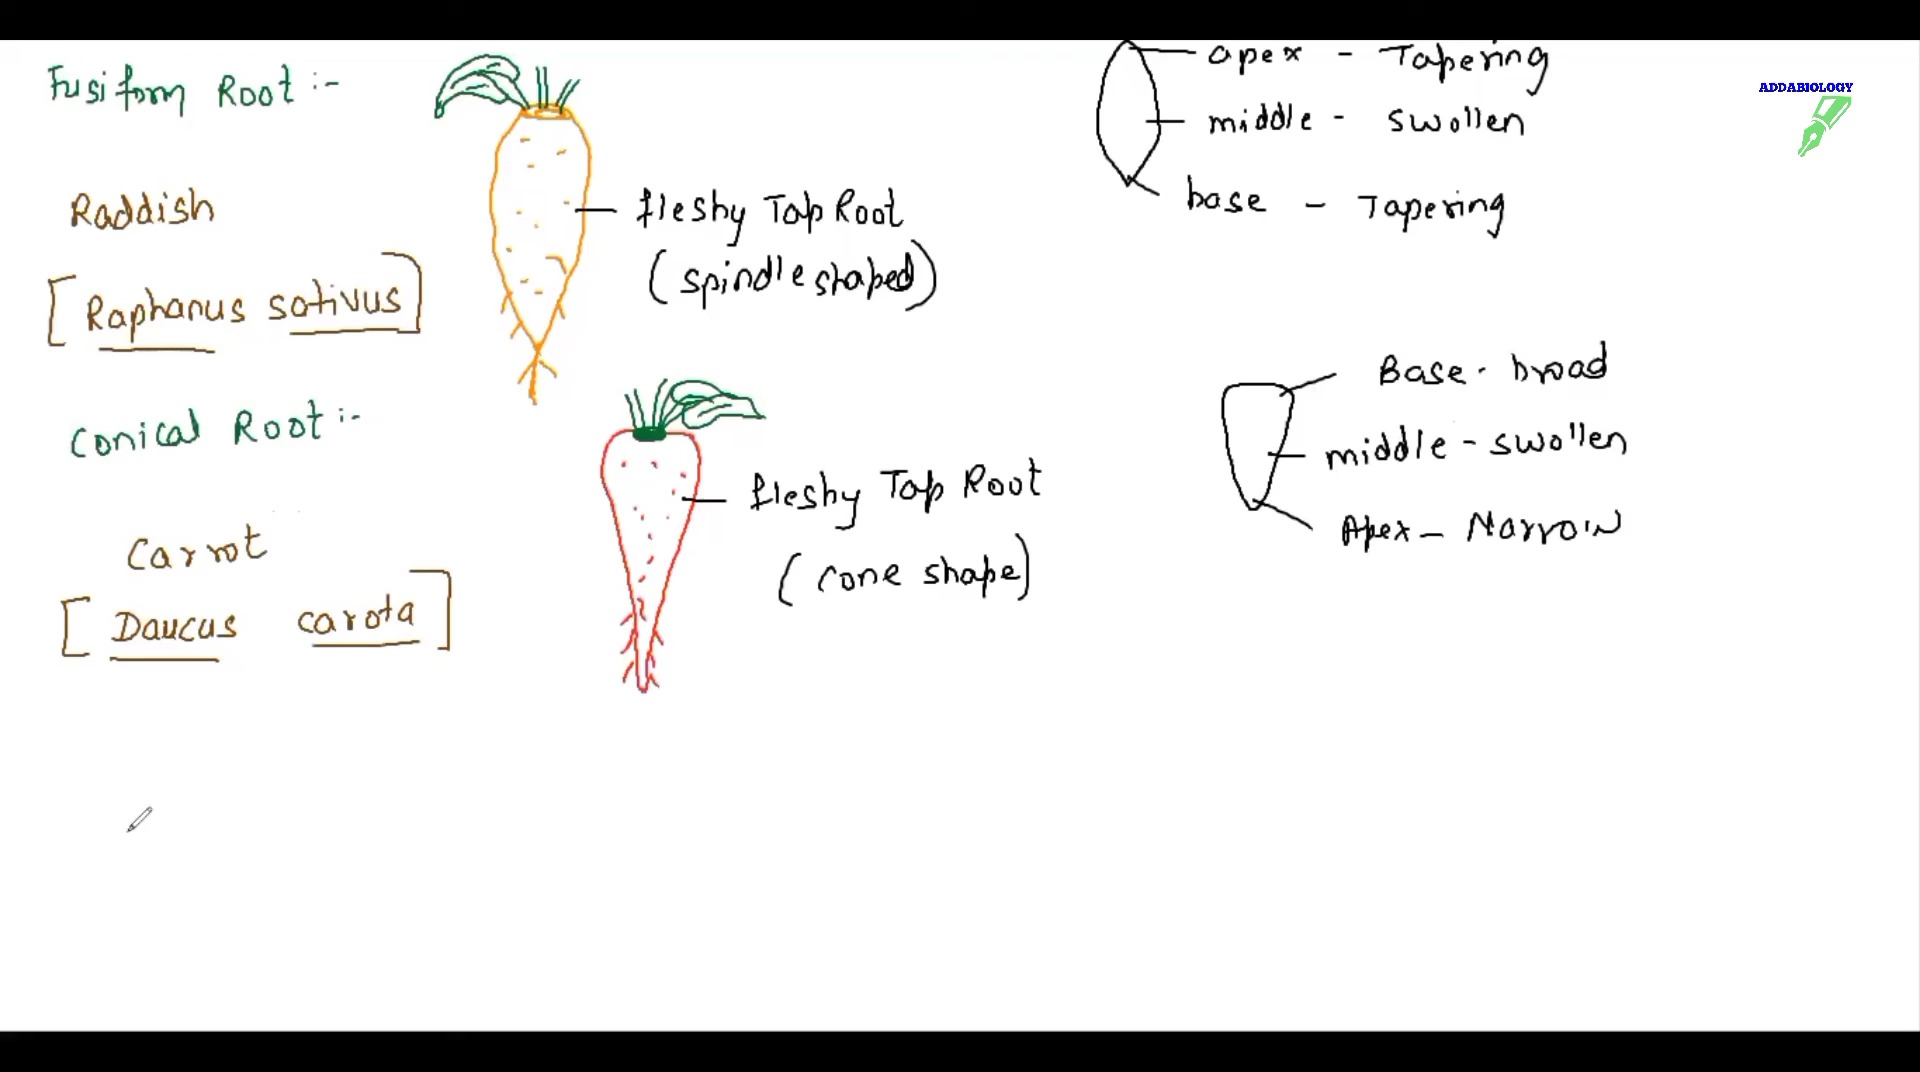 Fusiform Root :-
Raddish
[Raphanus sativus]
fleshy Tap Root
(spindle shaped)
apex - Tapering
middle - swollen
base - Tapering
ADDABIOLOGY
Conical Root :-
Carrot
[Daucus carota]
fleshy Tap Root
(cone shape)
Base - broad
middle - swollen
Apex - Narrow